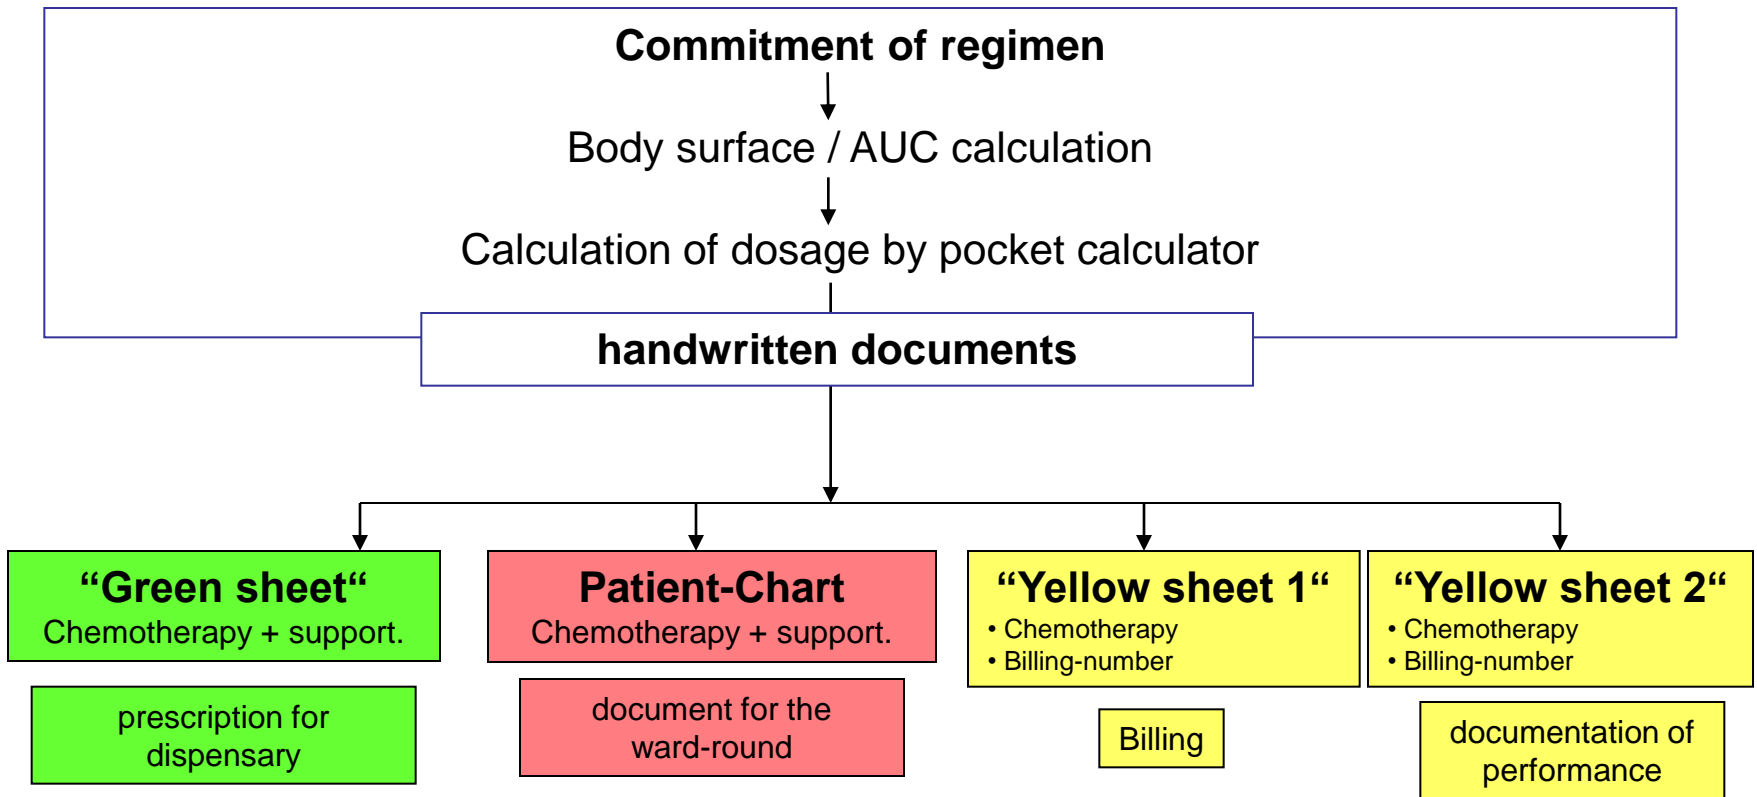 Commitment of regimen
Body surface / AUC calculation
Calculation of dosage by pocket calculator
handwritten documents
“Green sheet“
Chemotherapy + support.
prescription for
dispensary
Patient-Chart
Chemotherapy + support.
document for the
ward-round
“Yellow sheet 1“
• Chemotherapy
• Billing-number
Billing
“Yellow sheet 2“
• Chemotherapy
• Billing-number
documentation of
performance